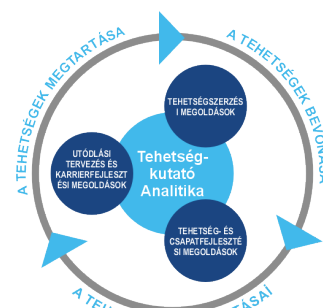 A TEHETSÉGEK MEGTARTÁSA
A TEHETSÉGEK BEVONÁSA
TEHETSÉGSZERZÉS
I MEGOLDÁSOK
UTÓDLÁSI
TERVEZÉS ÉS
KARRIERFEJLESZT
ÉSI MEGOLDÁSOK
Tehetség-
kutató
Analitika
TEHETSÉG- ÉS
CSAPATFEJLESZTÉ
SI MEGOLDÁSOK